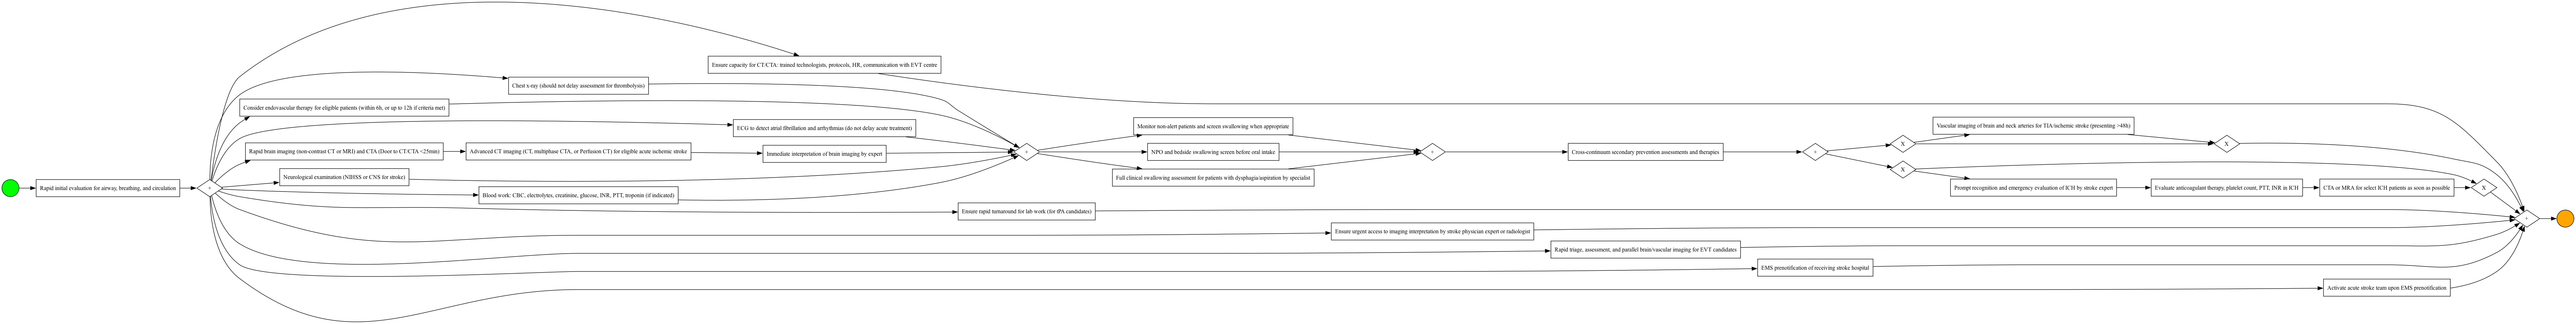 Ensure capacity for CT/CTA: trained technologists, protocols, HR, communication with EVT centre
Chest x-ray (should not delay assessment for thrombolysis)
Consider endovascular therapy for eligible patients (within 6h, or up to 12h if criteria met)
ECG to detect atrial fibrillation and arrhythmias (do not delay acute treatment)
Rapid brain imaging (non-contrast CT or MRI) and CTA (Door to CT/CTA <25min)
Advanced CT imaging (CT, multiphase CTA, or Perfusion CT) for eligible acute ischemic stroke
Immediate interpretation of brain imaging by expert
Neurological examination (NIHSS or CNS for stroke)
Rapid initial evaluation for airway, breathing, and circulation
+
Blood work: CBC, electrolytes, creatinine, glucose, INR, PTT, troponin (if indicated)
+
Monitor non-alert patients and screen swallowing when appropriate
NPO and bedside swallowing screen before oral intake
Full clinical swallowing assessment for patients with dysphagia/aspiration by specialist
+
Cross-continuum secondary prevention assessments and therapies
+
X
Vascular imaging of brain and neck arteries for TIA/ischemic stroke (presenting >48h)
X
X
Prompt recognition and emergency evaluation of ICH by stroke expert
Evaluate anticoagulant therapy, platelet count, PTT, INR in ICH
CTA or MRA for select ICH patients as soon as possible
X
Ensure rapid turnaround for lab work (for tPA candidates)
+
Ensure urgent access to imaging interpretation by stroke physician expert or radiologist
Rapid triage, assessment, and parallel brain/vascular imaging for EVT candidates
EMS prenotification of receiving stroke hospital
Activate acute stroke team upon EMS prenotification